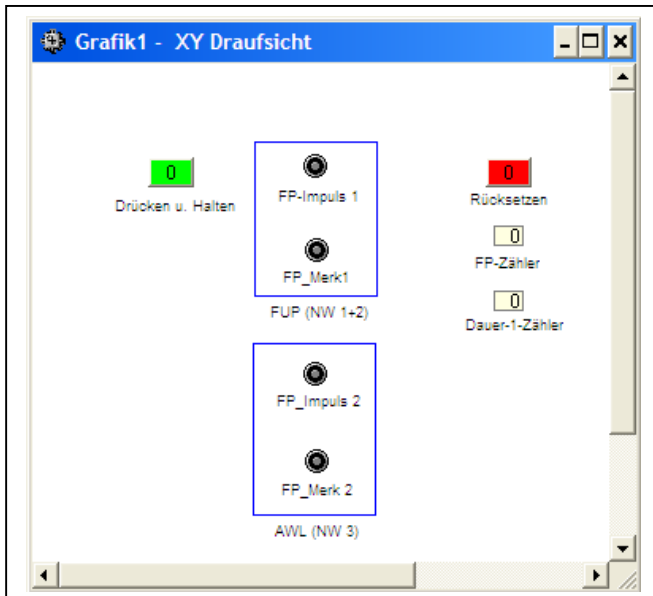 Grafik1 - XY Draufsicht
0
Drücken u. Halten
FP-Impuls 1
FP_Merk1
FUP (NW 1+2)
FP_Impuls 2
FP_Merk 2
AWL (NW 3)
0
Rücksetzen
0
FP-Zähler
0
Dauer-1-Zähler